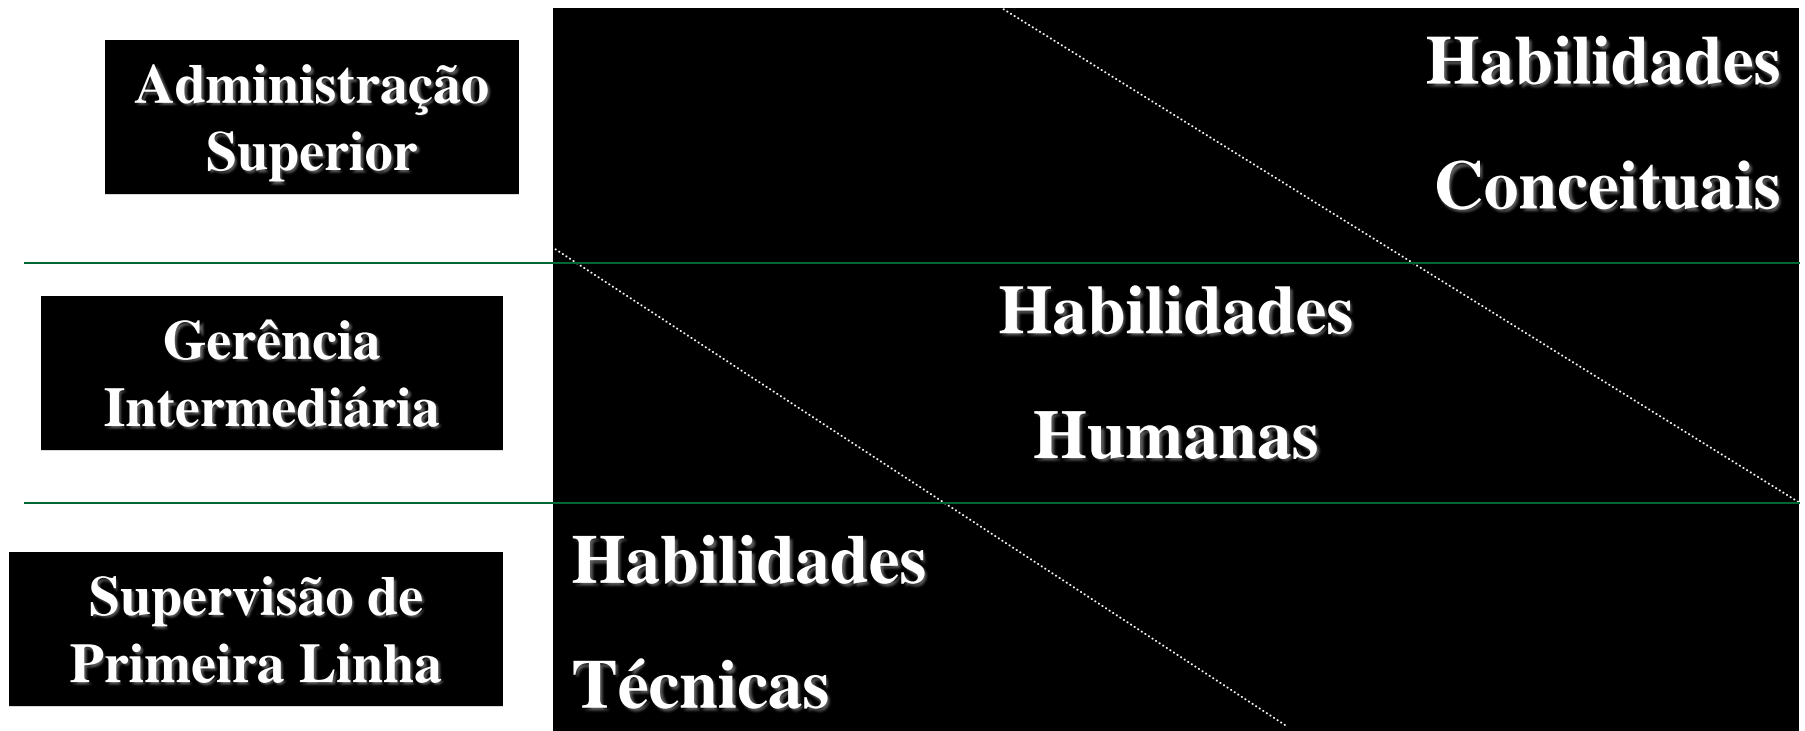 Administração
Superior
Habilidades
Conceituais
Gerência
Intermediária
Habilidades
Humanas
Supervisão de
Primeira Linha
Habilidades
Técnicas